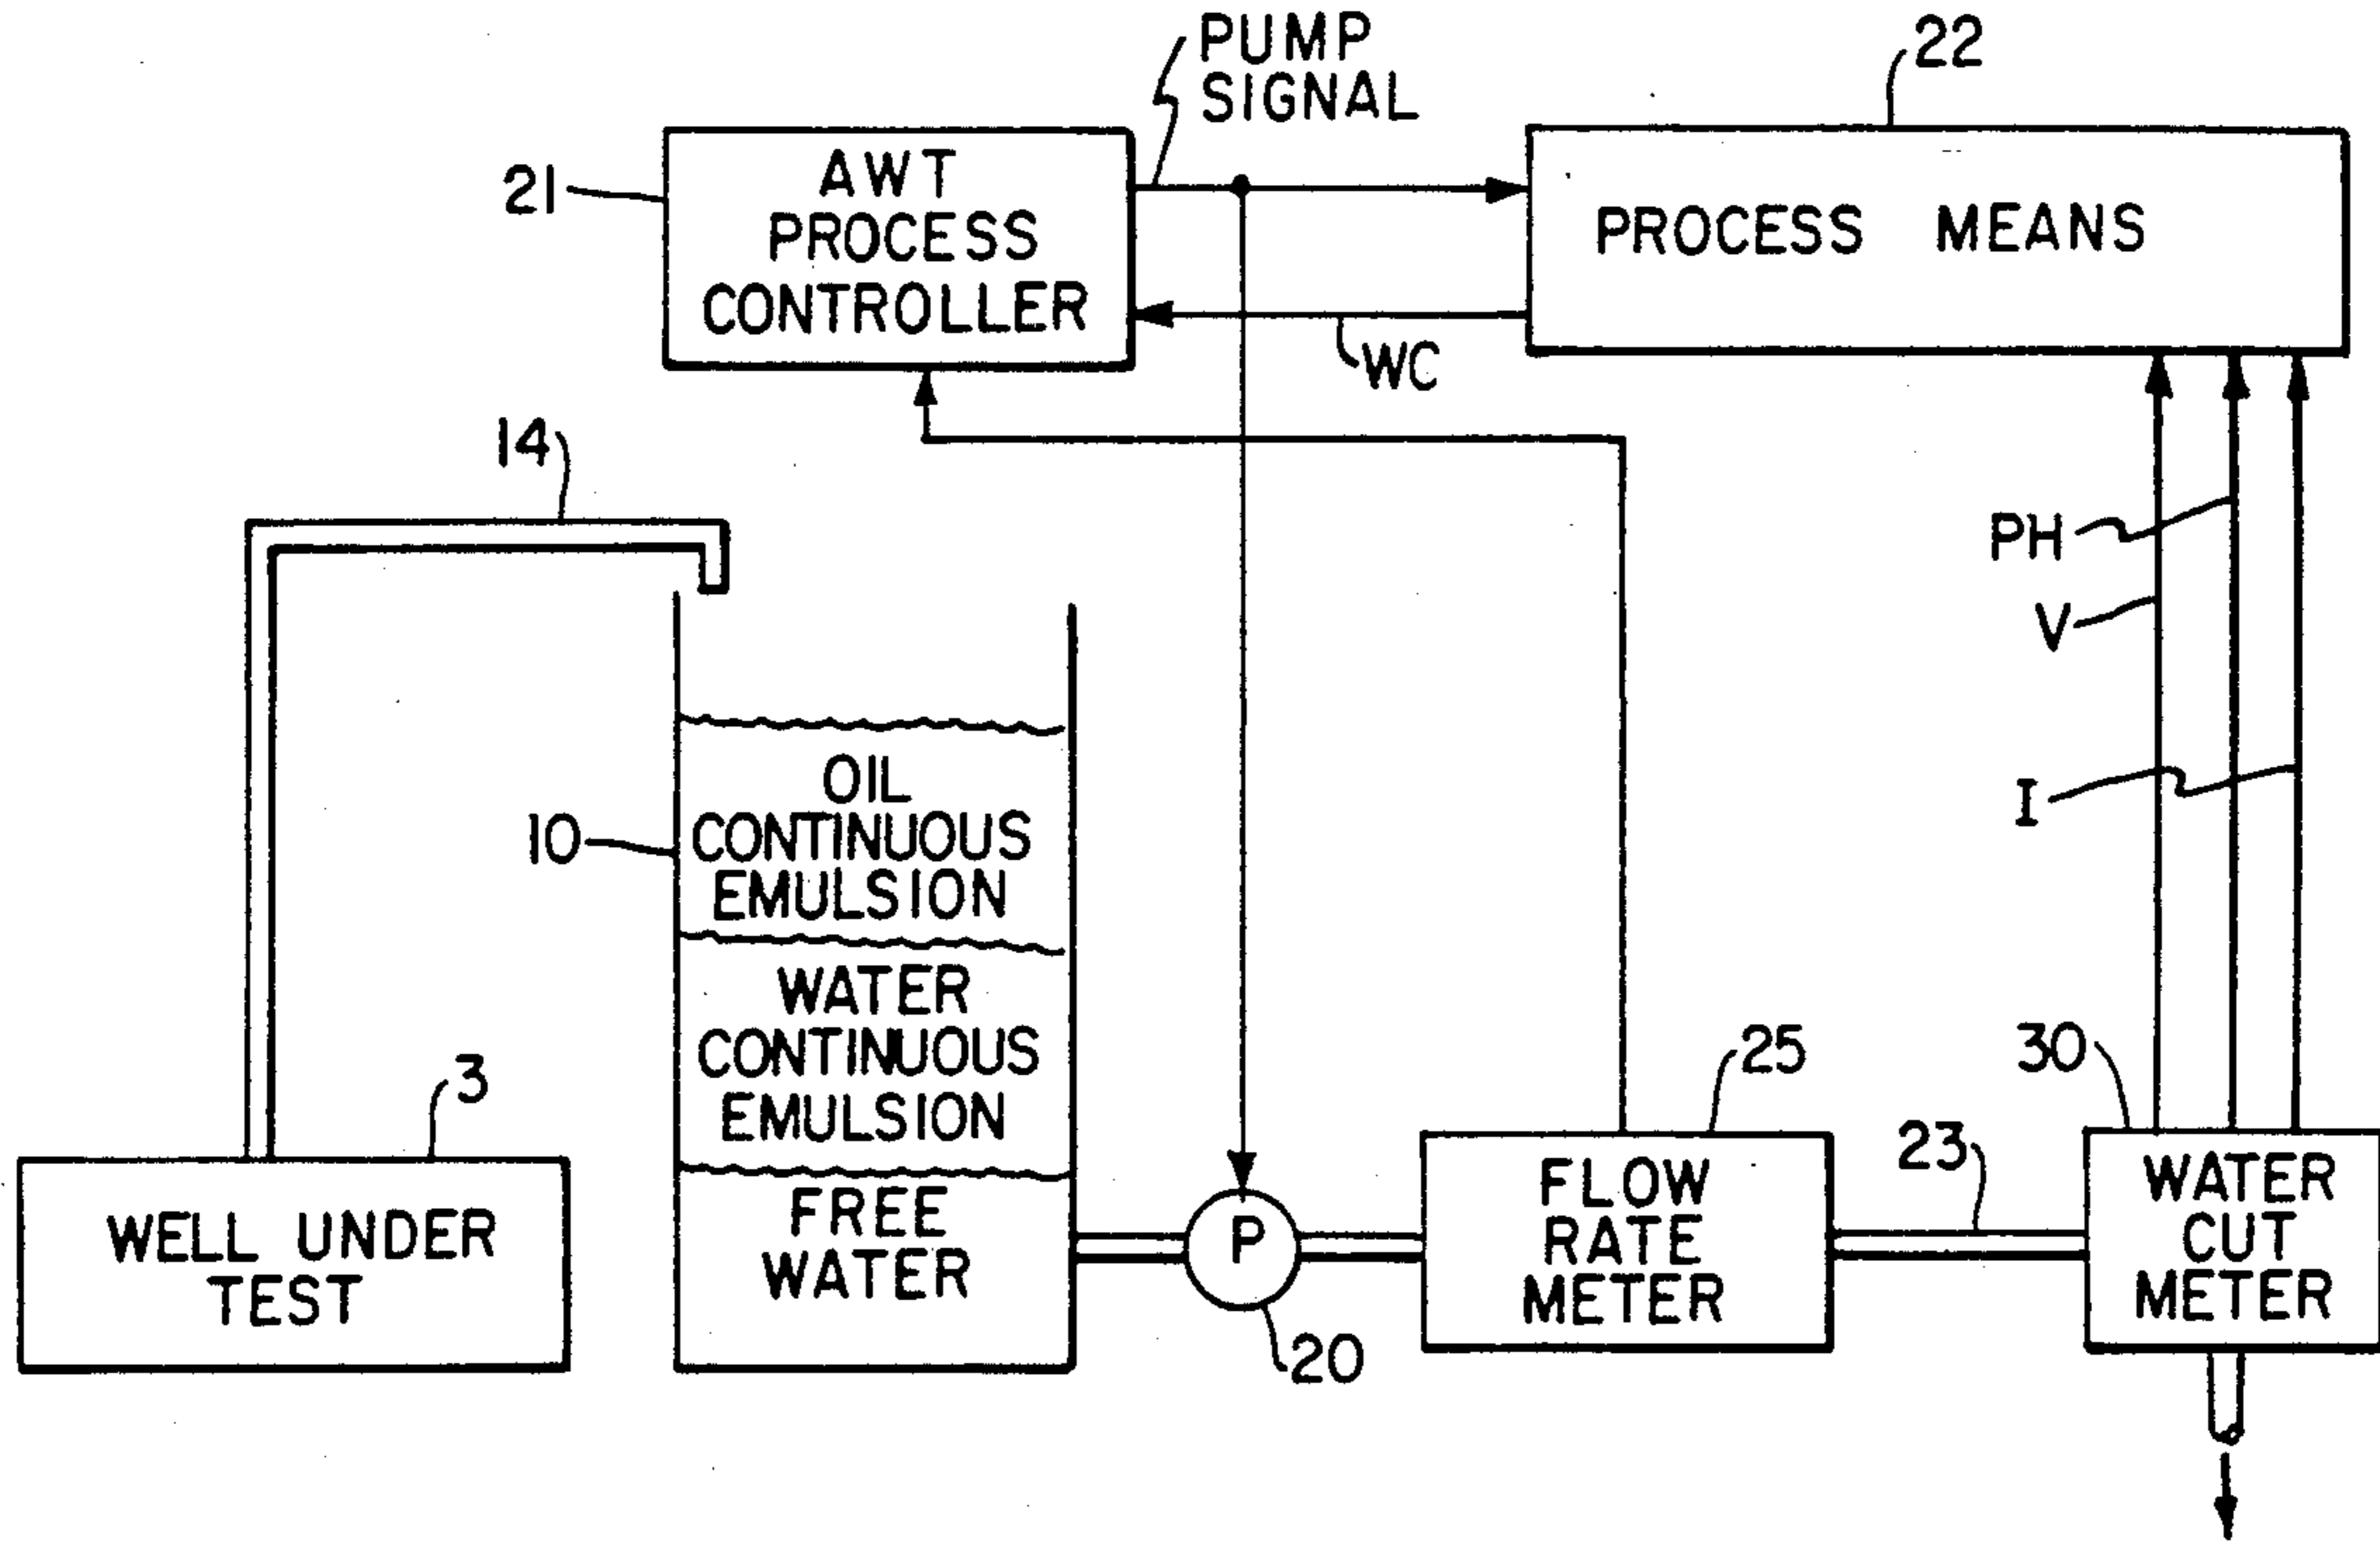 PUMP
SIGNAL
22
21
AWT
PROCESS
CONTROLLER
PROCESS MEANS
WC
14
PH
V
I
10
OIL
CONTINUOUS
EMULSION
WATER
CONTINUOUS
EMULSION
FREE
WATER
3
WELL UNDER
TEST
P
20
25
FLOW
RATE
METER
23
30
WATER
CUT
METER